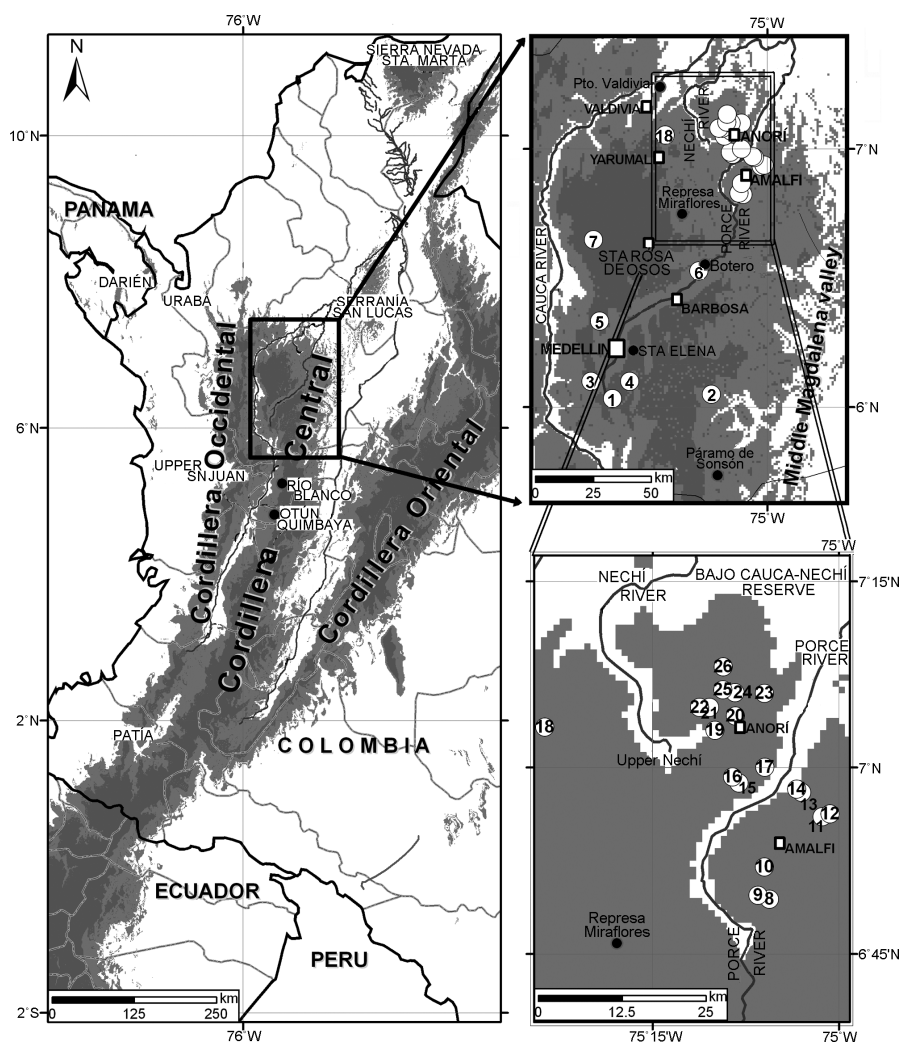 76˚W
N
SIERRA NEVADA
STA. MARTA
10˚N
PANAMA
DARIÉN
URABA
SERRANÍA
SAN LUCAS
Cordillera Occidental
Cordillera Central
Cordillera Oriental
6˚N
UPPER
SNJUAN
RÍO
BLANCO
OTÚN
QUIMBAYA
2˚N
PATÍA
COLOMBIA
ECUADOR
PERU
km
0 125 250
2˚S
76˚W
75˚W
Pto. Valdivia
VALDIVIA
NECHÍ
RIVER
18
ANORÍ
7˚N
YARUMAL
AMALFI
Represa
Miraflores
PORCE
RIVER
7
STA ROSA
DE OSOS
6
Botero
CAUCA RIVER
BARBOSA
5
MEDELLIN
STA ELENA
3
4
1
2
6˚N
Middle Magdalena valley
Páramo de
Sonsón
km
0 25 50
75˚W
75˚W
7˚15'N
NECHÍ
RIVER
BAJO CAUCA-NECHÍ
RESERVE
PORCE
RIVER
26
25
24
23
22
21
20
18
19
ANORÍ
Upper Nechí
7˚N
17
16
15
14
13
12
11
AMALFI
10
9
8
Represa
Miraflores
PORCE
RIVER
6˚45'N
km
0 12.5 25
75˚15'W
75˚W